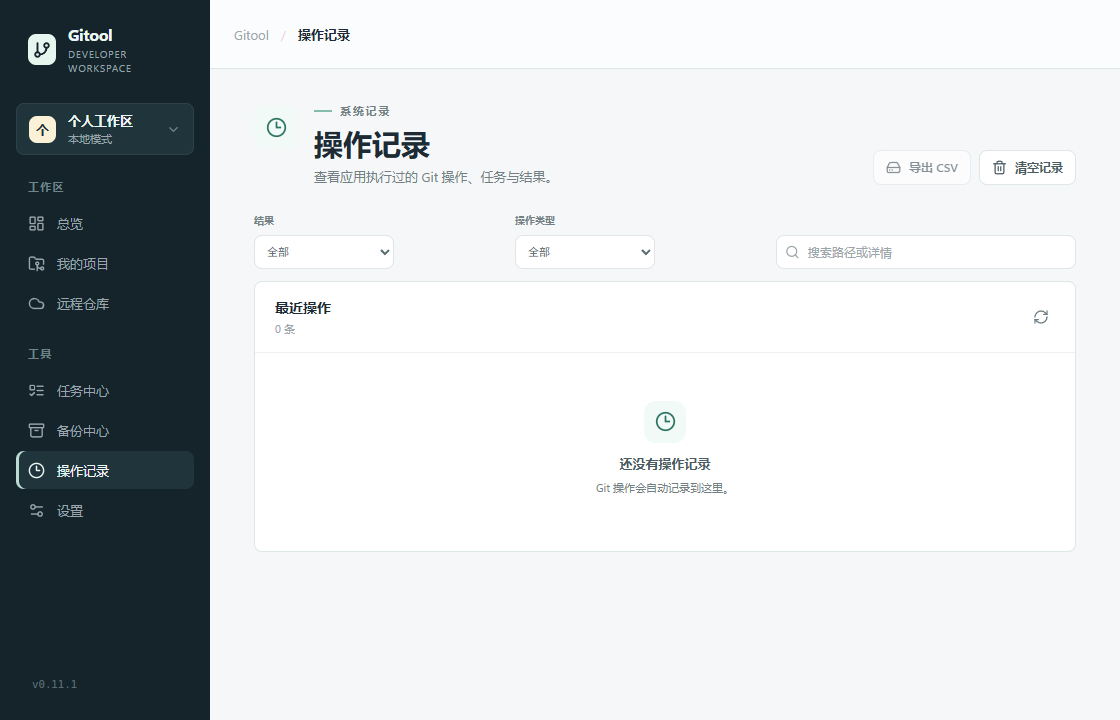 Gitool
DEVELOPER
WORKSPACE
个
个人工作区
本地模式
工作区
总览
我的项目
远程仓库
工具
任务中心
备份中心
操作记录
设置
v0.11.1
Gitool / 操作记录
系统记录
操作记录
查看应用执行过的 Git 操作、任务与结果。
导出 CSV
清空记录
结果
全部
操作类型
全部
搜索路径或详情
最近操作
0 条
还没有操作记录
Git 操作会自动记录到这里。